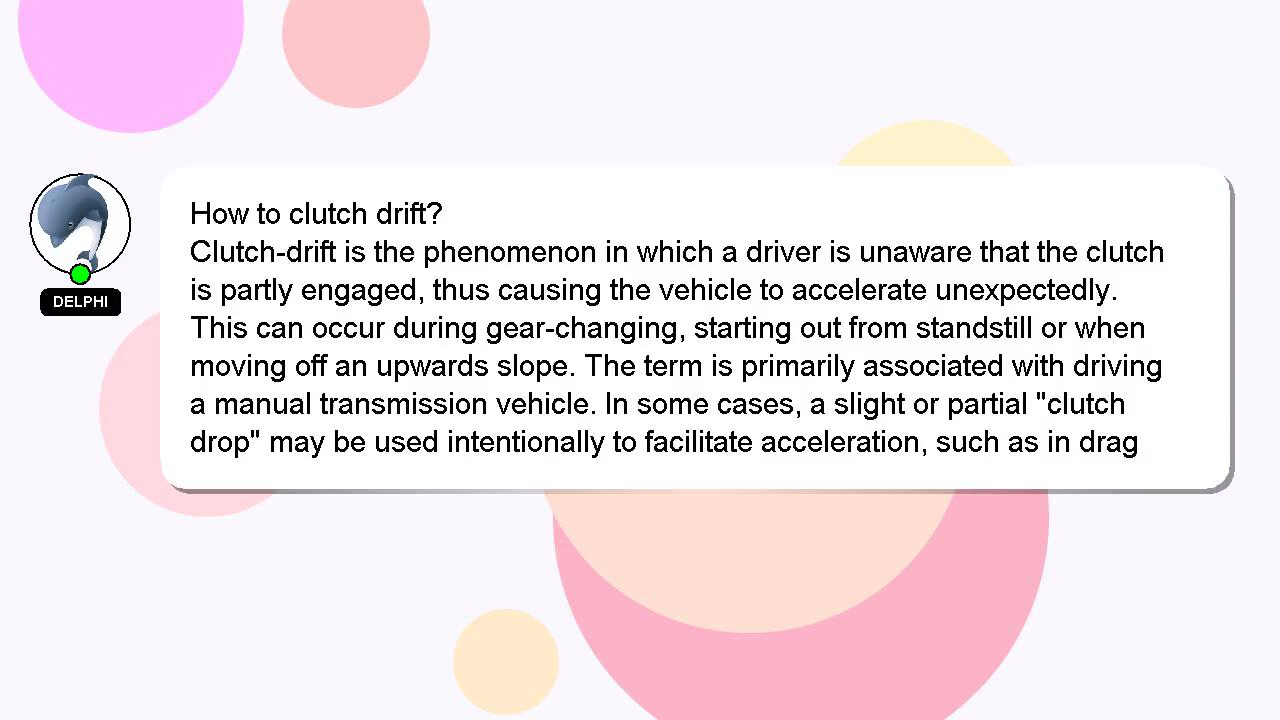 How to clutch drift?
Clutch-drift is the phenomenon in which a driver is unaware that the clutch
is partly engaged, thus causing the vehicle to accelerate unexpectedly.
This can occur during gear-changing, starting out from standstill or when
moving off an upwards slope. The term is primarily associated with driving
a manual transmission vehicle. In some cases, a slight or partial "clutch
drop" may be used intentionally to facilitate acceleration, such as in drag
DELPHI